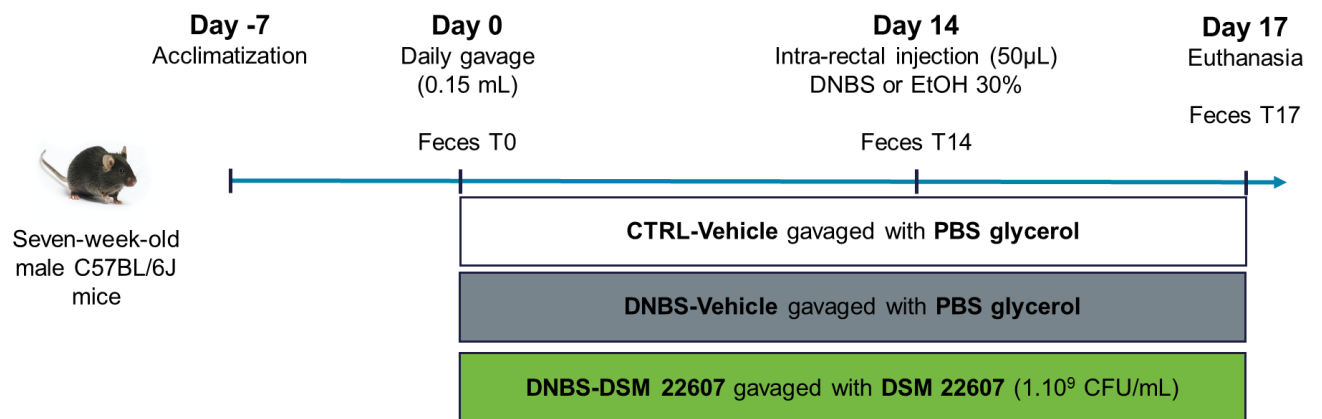 Day -7
Acclimatization
Day 0
Daily gavage
(0.15 mL)
Feces T0
Day 14
Intra-rectal injection (50µL)
DNBS or EtOH 30%
Feces T14
Day 17
Euthanasia
Feces T17
Seven-week-old
male C57BL/6J
mice
CTRL-Vehicle gavaged with PBS glycerol
DNBS-Vehicle gavaged with PBS glycerol
DNBS-DSM 22607 gavaged with DSM 22607 (1.10⁹ CFU/mL)